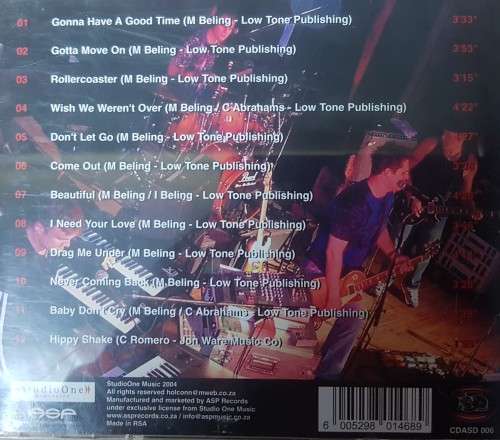 01 Gonna Have A Good Time (M Beling - Low Tone Publishing) 3'33"
02 Gotta Move On (M Beling - Low Tone Publishing) 3'53"
03 Rollercoaster (M Beling - Low Tone Publishing) 3'15"
04 Wish We Weren't Over (M Beling / C Abrahams - Low Tone Publishing) 4'22"
05 Don't Let Go (M Beling - Low Tone Publishing)
06 Come Out (M Beling - Low Tone Publishing)
07 Beautiful (M Beling / I Beling - Low Tone Publishing)
08 I Need Your Love (M Beling - Low Tone Publishing)
09 Drag Me Under (M Beling - Low Tone Publishing)
10 Never Coming Back (M Beling - Low Tone Publishing)
11 Baby Don't Cry (M Beling / C Abrahams - Low Tone Publishing)
12 Hippy Shake (C Romero - Jon Ware Music Co)
Pearl
StudioOne
ASP
StudioOne Music 2004
All rights reserved holconn@mweb.co.za
Manufactured and marketed by ASP Records
under exclusive license from Studio One Music
www.asprecords.co.za / www.aspmusic.co.za
Made in RSA
6 005298 014689
CDASD 006